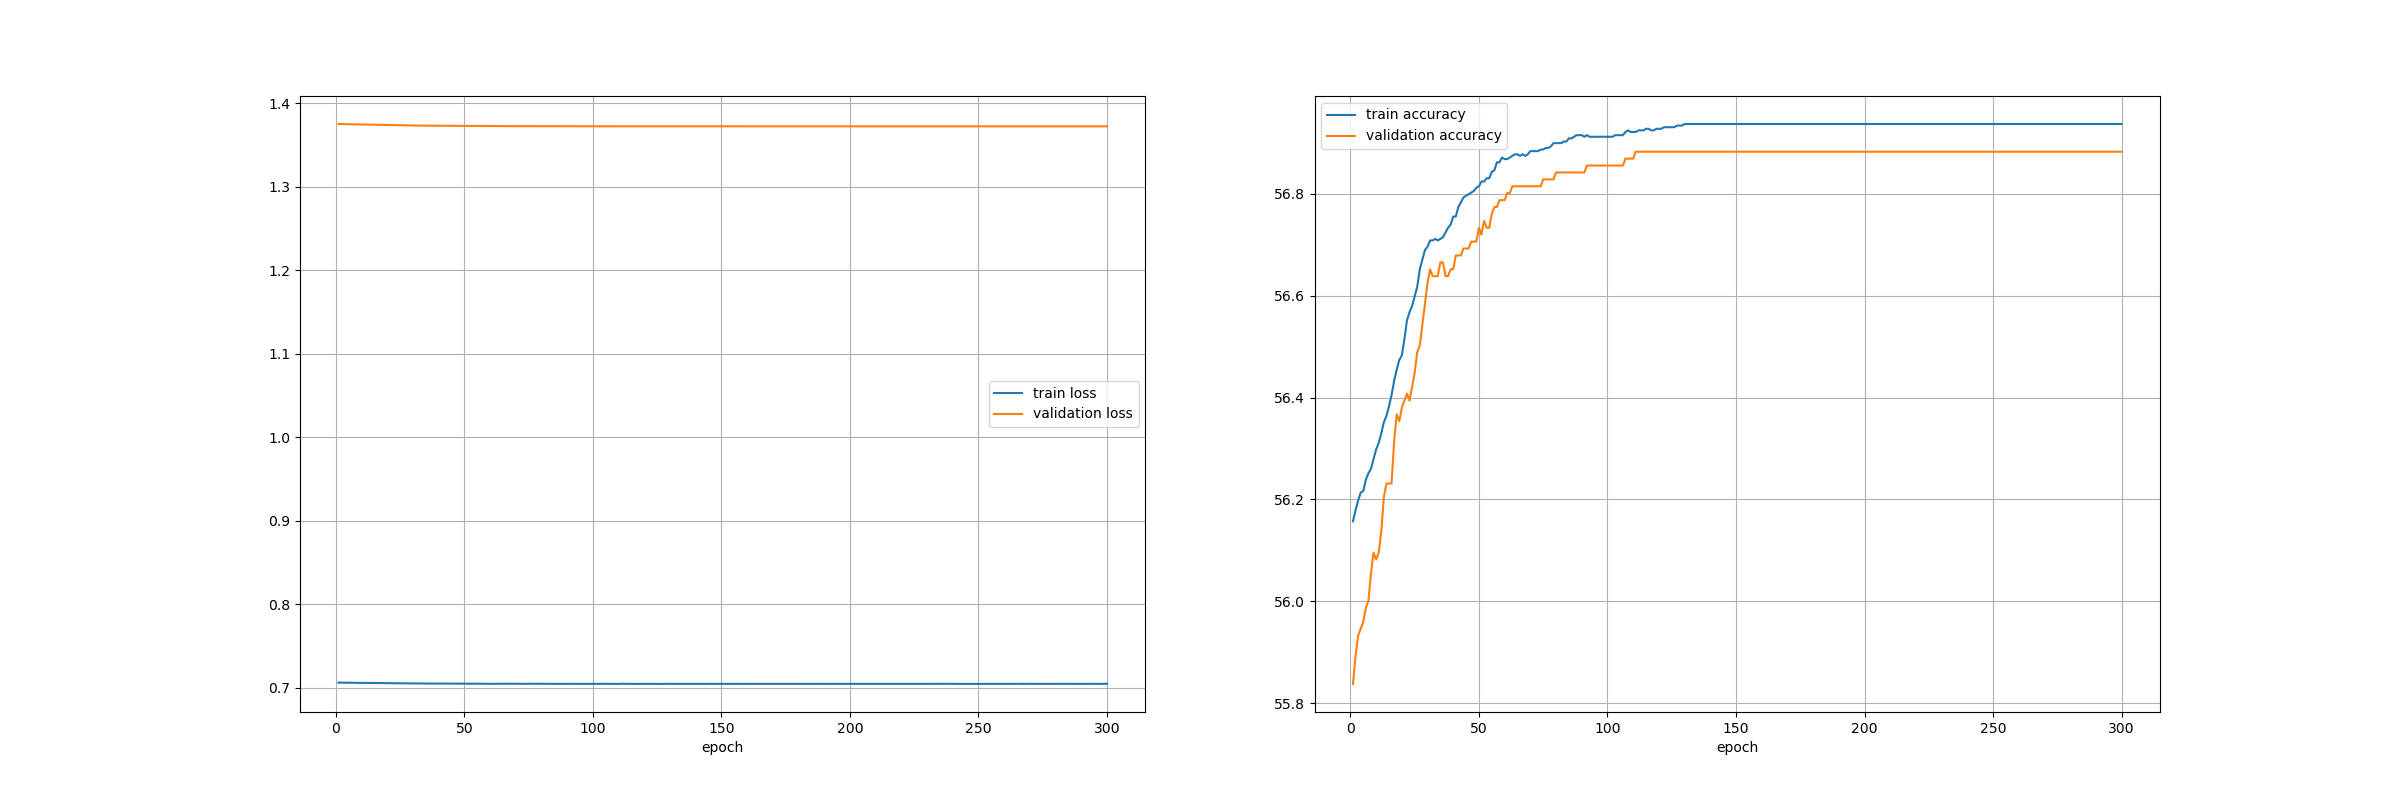 1.4
1.3
1.2
1.1
1.0
0.9
0.8
0.7
train loss
validation loss
0 50 100 150 200 250 300
epoch
train accuracy
validation accuracy
56.8
56.6
56.4
56.2
56.0
55.8
0 50 100 150 200 250 300
epoch